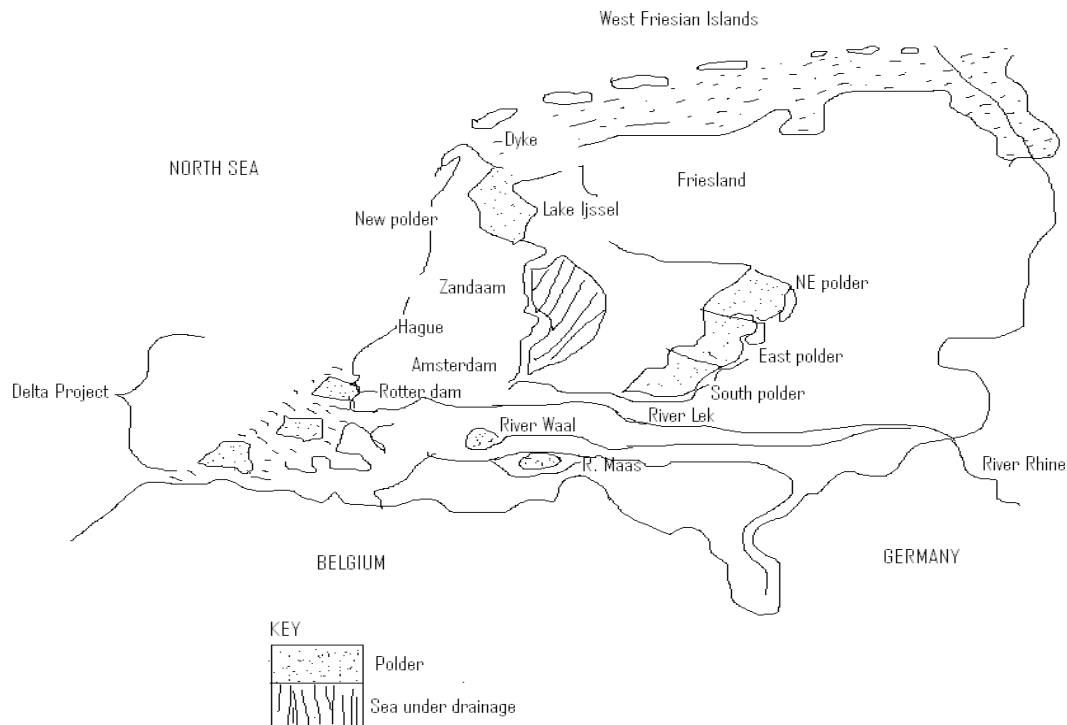 West Friesian Islands
Dyke
NORTH SEA
Friesland
New polder
Lake Ijssel
Zandaam
NE polder
Hague
Amsterdam
East polder
Delta Project
Rotter dam
South polder
River Lek
River Waal
R. Maas
River Rhine
BELGIUM
GERMANY
KEY
Polder
Sea under drainage